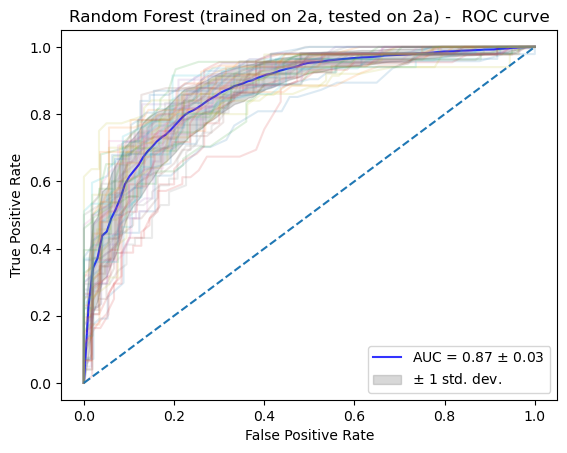 Random Forest (trained on 2a, tested on 2a) -  ROC curve
True Positive Rate
1.0
0.8
0.6
0.4
0.2
0.0
AUC = 0.87 ± 0.03
± 1 std. dev.
0.0 0.2 0.4 0.6 0.8 1.0
False Positive Rate